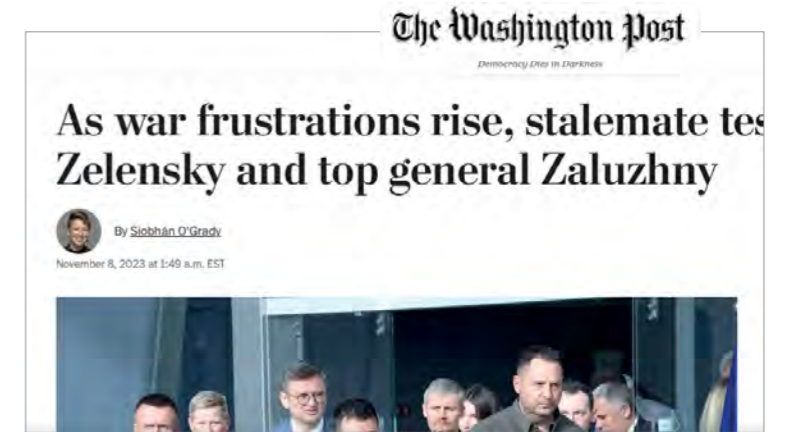 The Washington Post
Democracy Dies in Darkness
As war frustrations rise, stalemate tes
Zelensky and top general Zaluzhny
By Siobhán O'Grady
November 8, 2023 at 1:49 a.m. EST